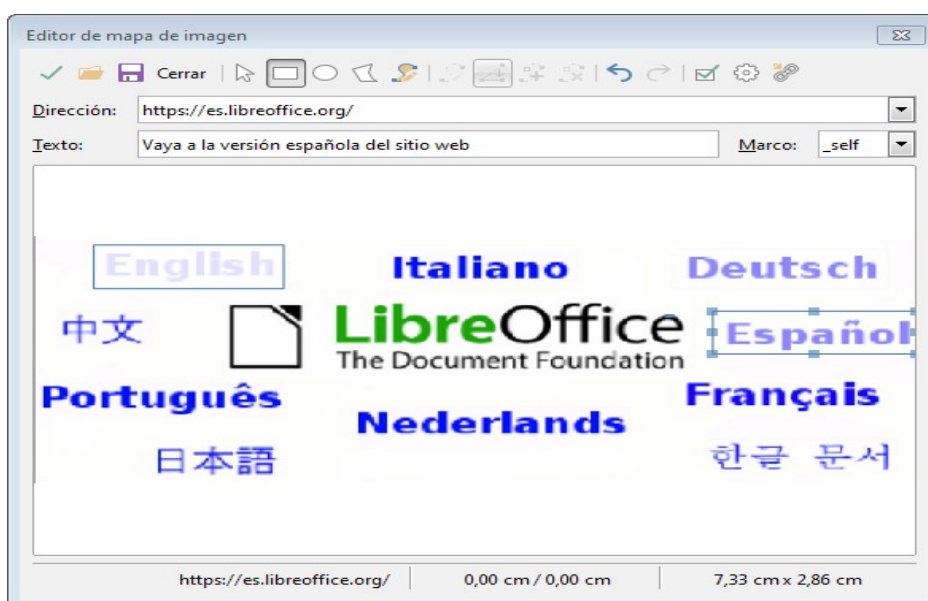 Editor de mapa de imagen
Cerrar
Dirección: https://es.libreoffice.org/
Texto: Vaya a la versión española del sitio web Marco: _self
English Italiano Deutsch
中文 LibreOffice Español
The Document Foundation
Português Français
Nederlands
日本語 한글 문서
https://es.libreoffice.org/ 0,00 cm / 0,00 cm 7,33 cm x 2,86 cm